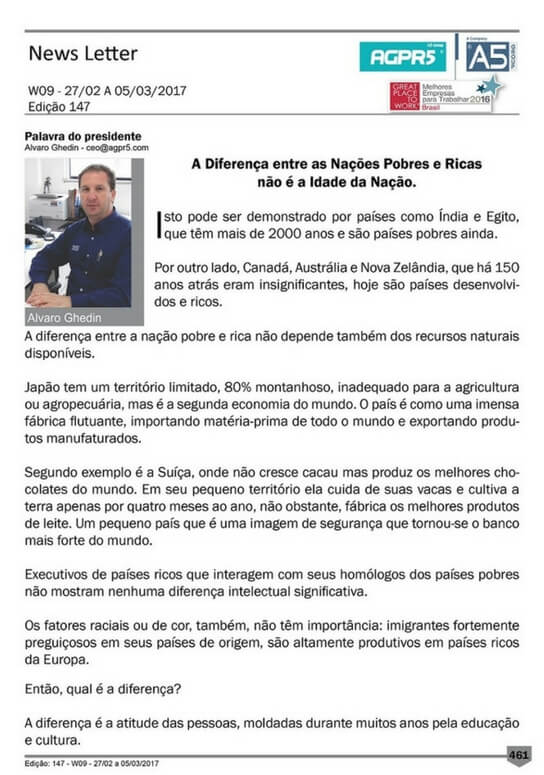 News Letter
10 anos
AGPR5
A Company
A5
GROUP
W09 - 27/02 A 05/03/2017
Edição 147
GREAT
PLACE
TO
WORK®
Melhores
Empresas
para Trabalhar 2016
Brasil
Palavra do presidente
Alvaro Ghedin - ceo@agpr5.com
Alvaro Ghedin
A Diferença entre as Nações Pobres e Ricas
não é a Idade da Nação.
Isto pode ser demonstrado por países como Índia e Egito,
que têm mais de 2000 anos e são países pobres ainda.
Por outro lado, Canadá, Austrália e Nova Zelândia, que há 150
anos atrás eram insignificantes, hoje são países desenvolvi-
dos e ricos.
A diferença entre a nação pobre e rica não depende também dos recursos naturais
disponíveis.
Japão tem um território limitado, 80% montanhoso, inadequado para a agricultura
ou agropecuária, mas é a segunda economia do mundo. O país é como uma imensa
fábrica flutuante, importando matéria-prima de todo o mundo e exportando produ-
tos manufaturados.
Segundo exemplo é a Suíça, onde não cresce cacau mas produz os melhores cho-
colates do mundo. Em seu pequeno território ela cuida de suas vacas e cultiva a
terra apenas por quatro meses ao ano, não obstante, fábrica os melhores produtos
de leite. Um pequeno país que é uma imagem de segurança que tornou-se o banco
mais forte do mundo.
Executivos de países ricos que interagem com seus homólogos dos países pobres
não mostram nenhuma diferença intelectual significativa.
Os fatores raciais ou de cor, também, não têm importância: imigrantes fortemente
preguiçosos em seus países de origem, são altamente produtivos em países ricos
da Europa.
Então, qual é a diferença?
A diferença é a atitude das pessoas, moldadas durante muitos anos pela educação
e cultura.
Edição: 147 - W09 - 27/02 a 05/03/2017
461